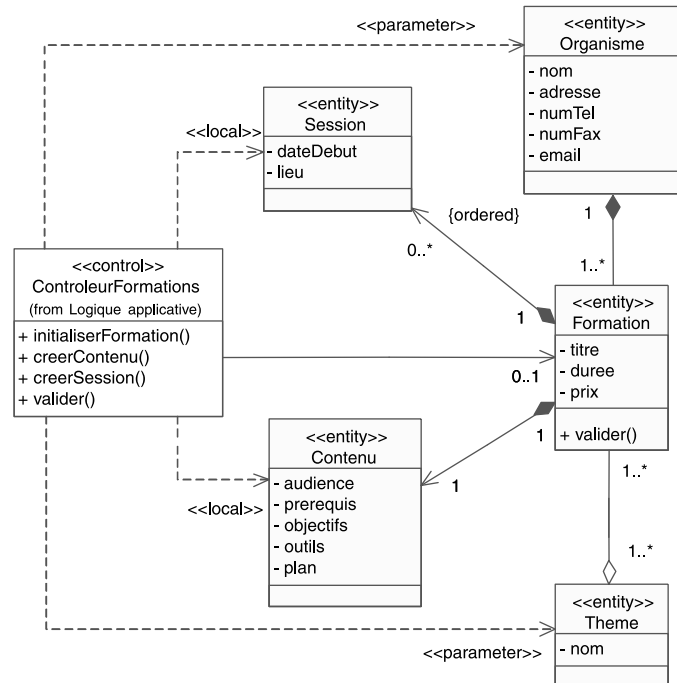 <<parameter>>
<<entity>>
Organisme
- nom
- adresse
- numTel
- numFax
- email
<<entity>>
Session
- dateDebut
- lieu
<<local>>
{ordered}
0..*
1
1
1..*
<<control>>
ControleurFormations
(from Logique applicative)
+ initialiserFormation()
+ creerContenu()
+ creerSession()
+ valider()
<<entity>>
Formation
- titre
- duree
- prix
+ valider()
0..1
1
1
<<entity>>
Contenu
- audience
- prerequis
- objectifs
- outils
- plan
<<local>>
1..*
1..*
<<entity>>
Theme
- nom
<<parameter>>